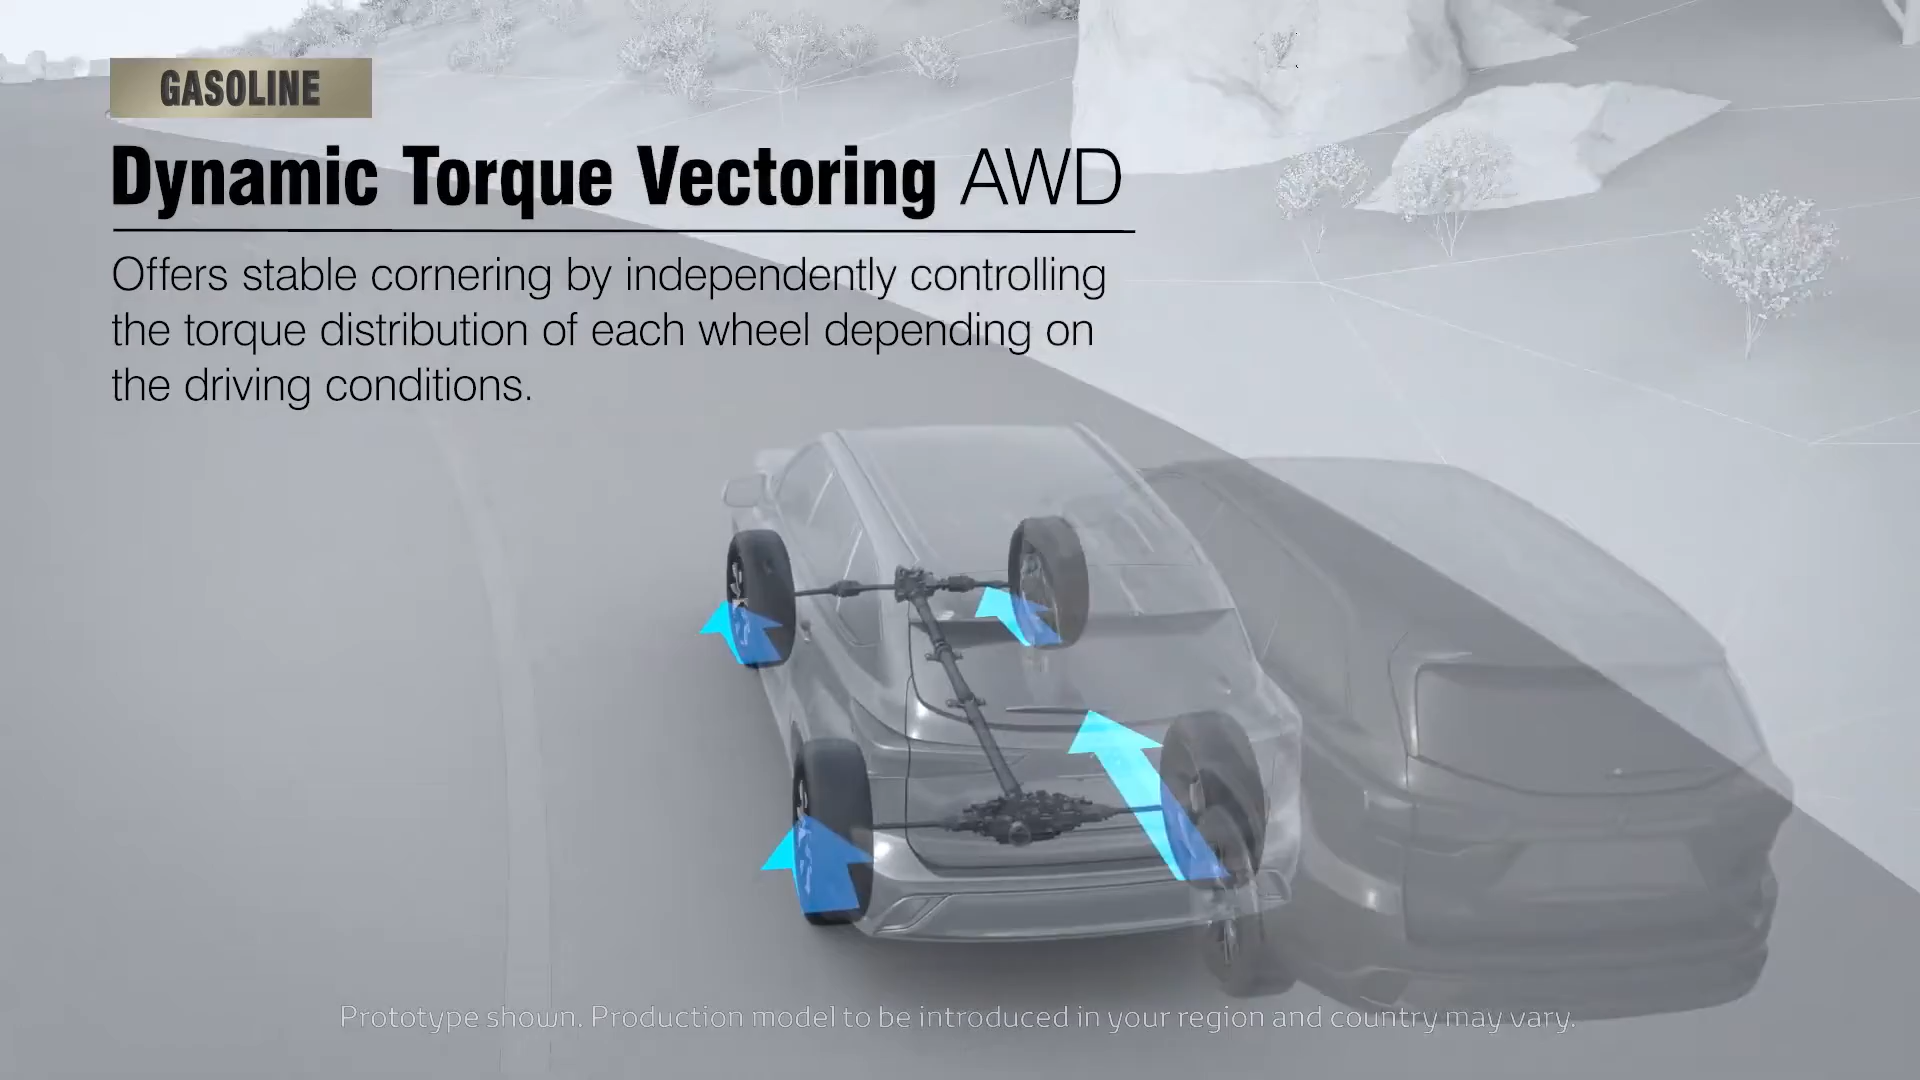 GASOLINE
Dynamic Torque Vectoring AWD
Offers stable cornering by independently controlling
the torque distribution of each wheel depending on
the driving conditions.
Prototype shown. Production model to be introduced in your region and country may vary.